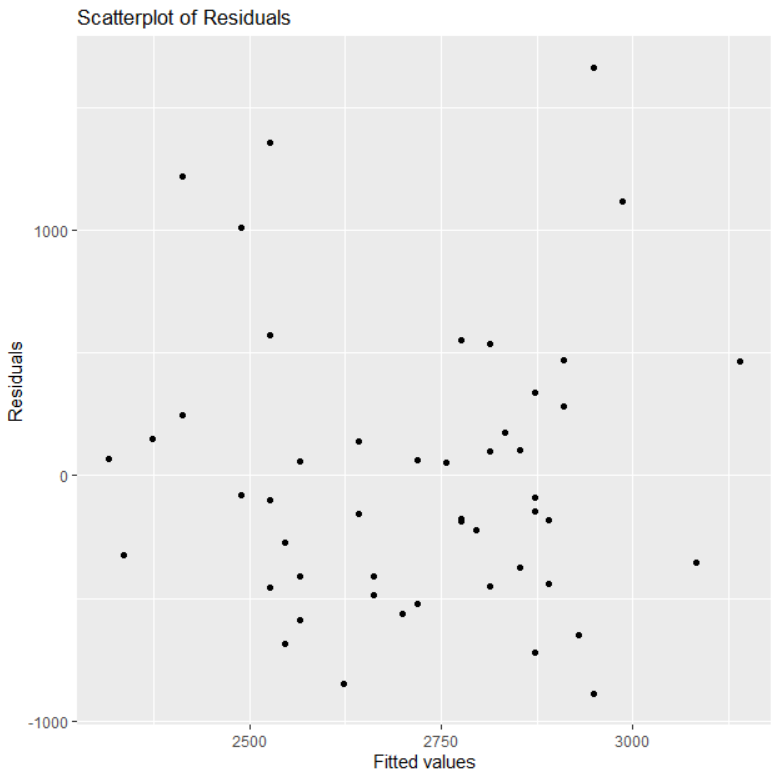 Scatterplot of Residuals
1000
0
-1000
Residuals
2500 2750 3000
Fitted values